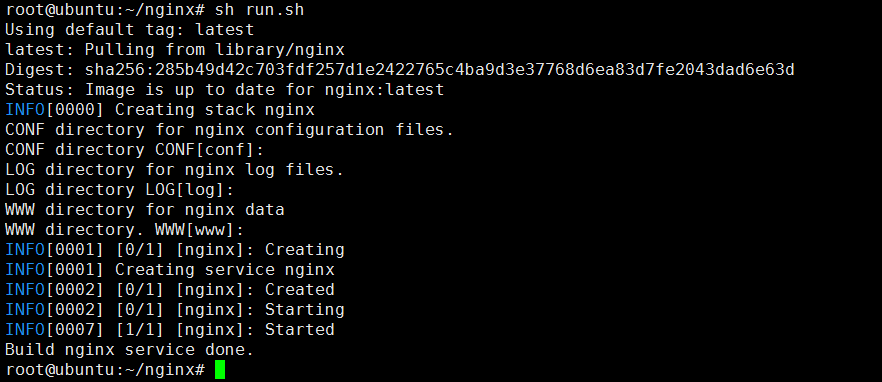 root@ubuntu:~/nginx# sh run.sh
Using default tag: latest
latest: Pulling from library/nginx
Digest: sha256:285b49d42c703fdf257d1e2422765c4ba9d3e37768d6ea83d7fe2043dad6e63d
Status: Image is up to date for nginx:latest
INFO[0000] Creating stack nginx
CONF directory for nginx configuration files.
CONF directory CONF[conf]:
LOG directory for nginx log files.
LOG directory LOG[log]:
WWW directory for nginx data
WWW directory. WWW[www]:
INFO[0001] [0/1] [nginx]: Creating
INFO[0001] Creating service nginx
INFO[0002] [0/1] [nginx]: Created
INFO[0002] [0/1] [nginx]: Starting
INFO[0007] [1/1] [nginx]: Started
Build nginx service done.
root@ubuntu:~/nginx#